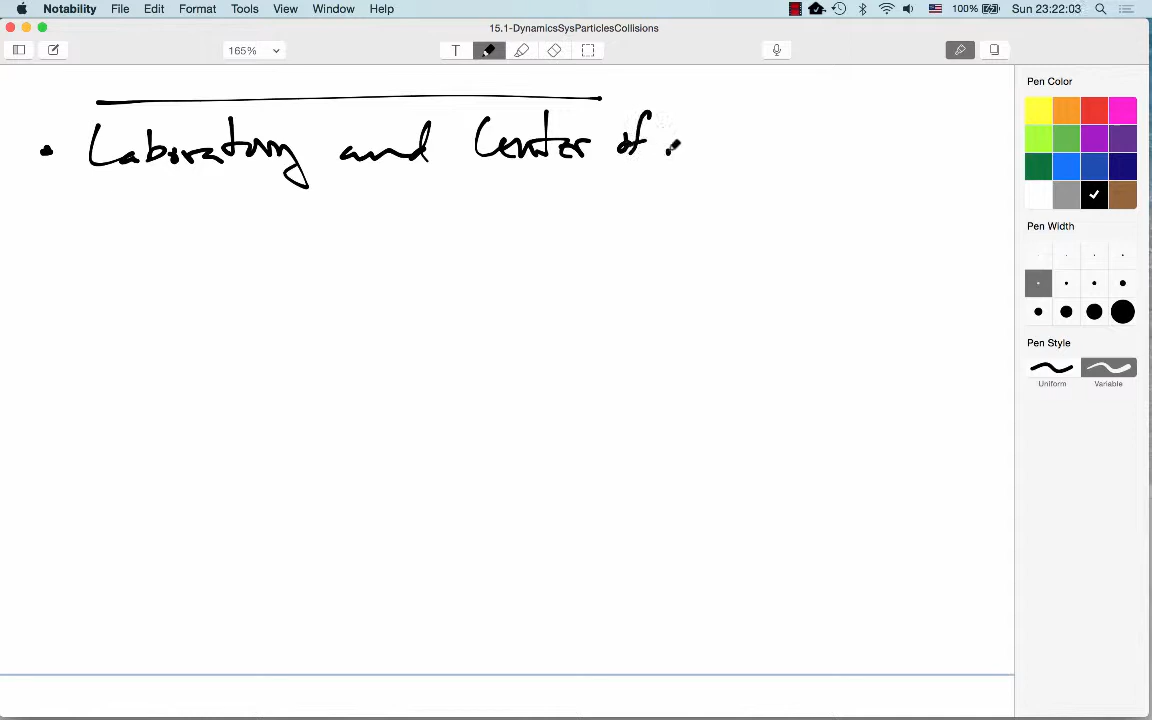 Notability File Edit Format Tools View Window Help 100% Sun 23:22:03
15.1-DynamicsSysParticlesCollisions
165% T
Pen Color
• Laboratory and Center of
Pen Width
Pen Style
Uniform Variable